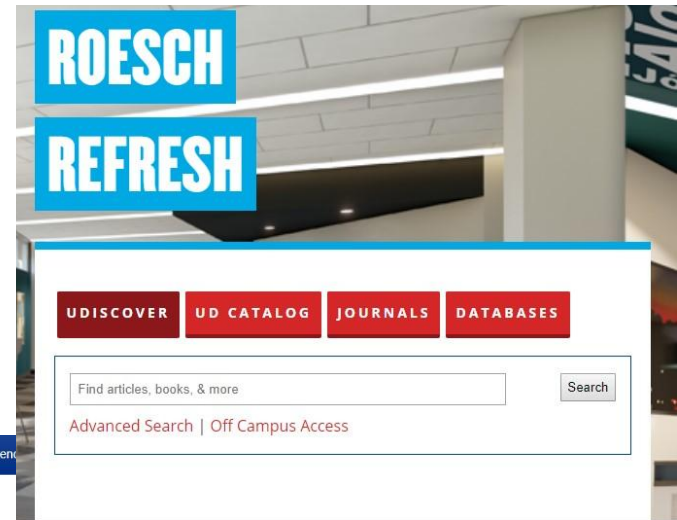 ROESCH
REFRESH
UDISCOVER UD CATALOG JOURNALS DATABASES
Find articles, books, & more Search
Advanced Search | Off Campus Access